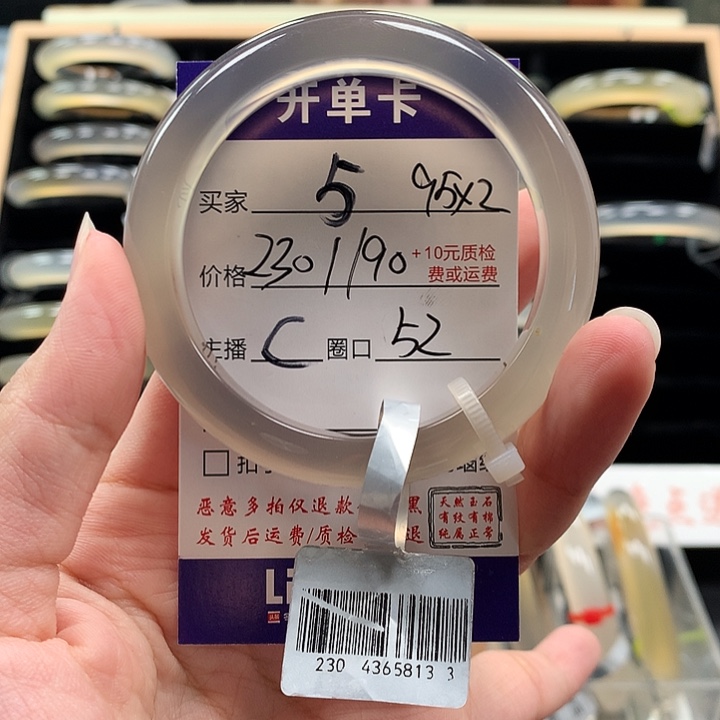 开单卡
买家 5 95x2
价格 230 1190 +10元质检
费或运费
主播 C 圈口 52
恶意多拍仅退款 黑
发货后运费/质检 退
天然玉石
有纹有棉
纯属正常
230 4365813 3